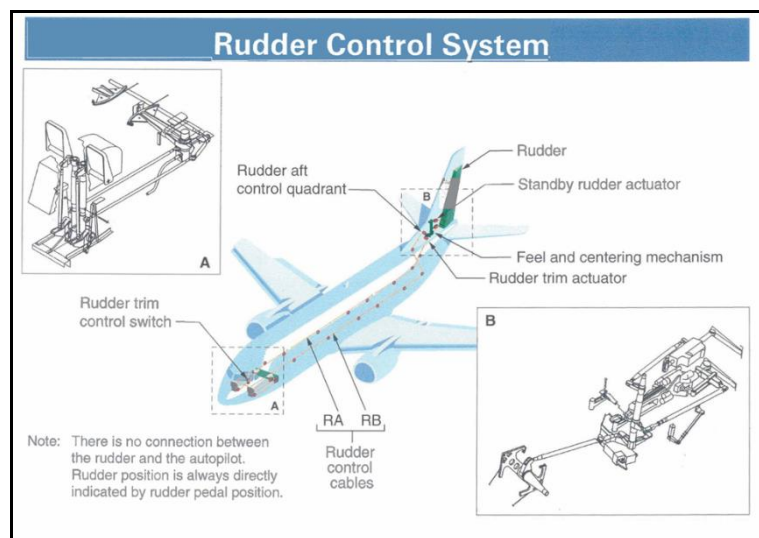 Rudder Control System
A
Rudder aft
control quadrant
B
Rudder
Standby rudder actuator
Feel and centering mechanism
Rudder trim actuator
Rudder trim
control switch
A
RA RB
Rudder
control
cables
Note: There is no connection between
the rudder and the autopilot.
Rudder position is always directly
indicated by rudder pedal position.
B